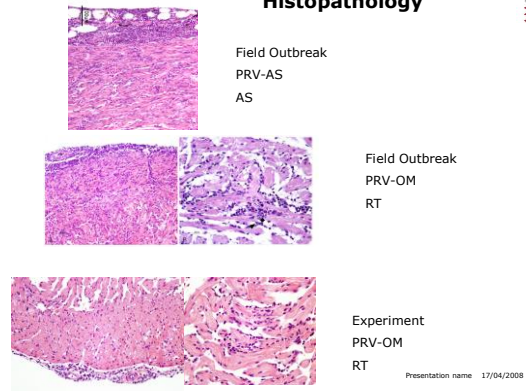 Histopathology
Field Outbreak
PRV-AS
AS
Field Outbreak
PRV-OM
RT
Experiment
PRV-OM
RT
Presentation name 17/04/2008